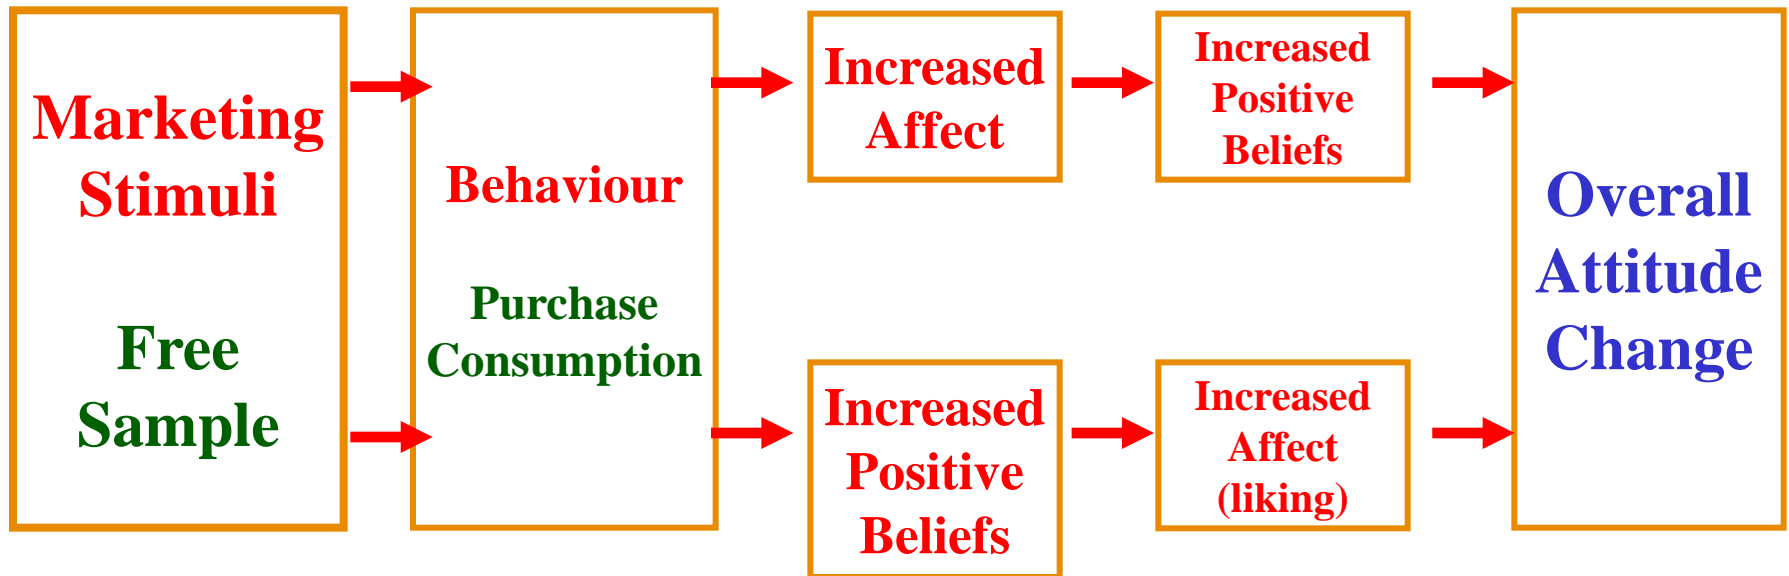 Marketing
Stimuli
Free
Sample
Behaviour
Purchase
Consumption
Increased
Affect
Increased
Positive
Beliefs
Increased
Positive
Beliefs
Increased
Affect
(liking)
Overall
Attitude
Change